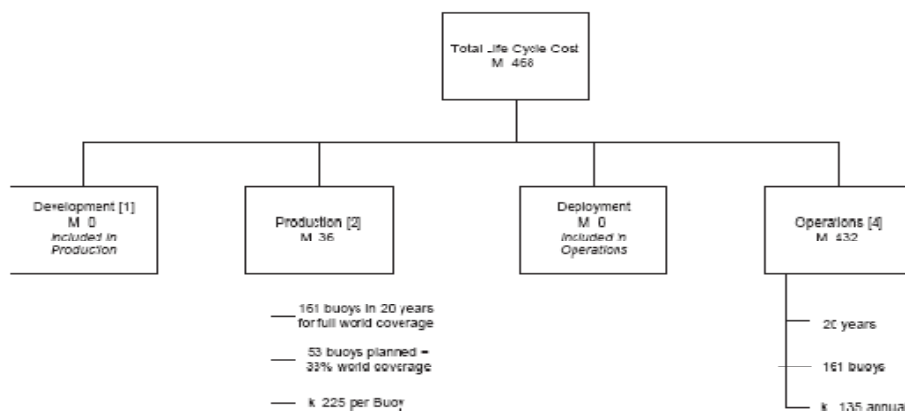 Total Life Cycle Cost
M 468
Development [1]
M 0
Included in
Production
Production [2]
M 36
Deployment
M 0
Included in
Operations
Operations [4]
M 432
161 buoys in 20 years
for full world coverage
53 buoys planned =
33% world coverage
k 225 per Buoy
20 years
161 buoys
k 135 annual